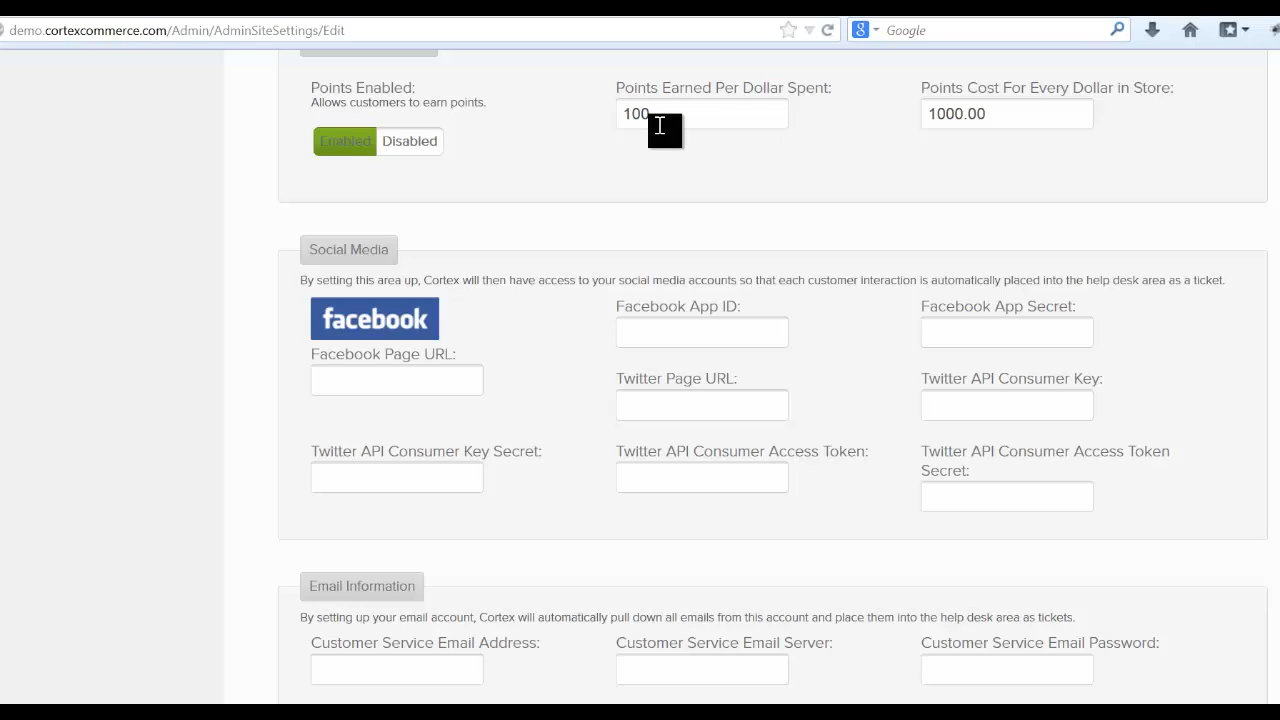 demo.cortexcommerce.com/Admin/AdminSiteSettings/Edit
Google
Points Enabled:
Allows customers to earn points.
Enabled Disabled
Points Earned Per Dollar Spent:
100
Points Cost For Every Dollar in Store:
1000.00
Social Media
By setting this area up, Cortex will then have access to your social media accounts so that each customer interaction is automatically placed into the help desk area as a ticket.
facebook
Facebook Page URL:
Facebook App ID:
Facebook App Secret:
Twitter Page URL:
Twitter API Consumer Key:
Twitter API Consumer Key Secret:
Twitter API Consumer Access Token:
Twitter API Consumer Access Token
Secret:
Email Information
By setting up your email account, Cortex will automatically pull down all emails from this account and place them into the help desk area as tickets.
Customer Service Email Address:
Customer Service Email Server:
Customer Service Email Password: